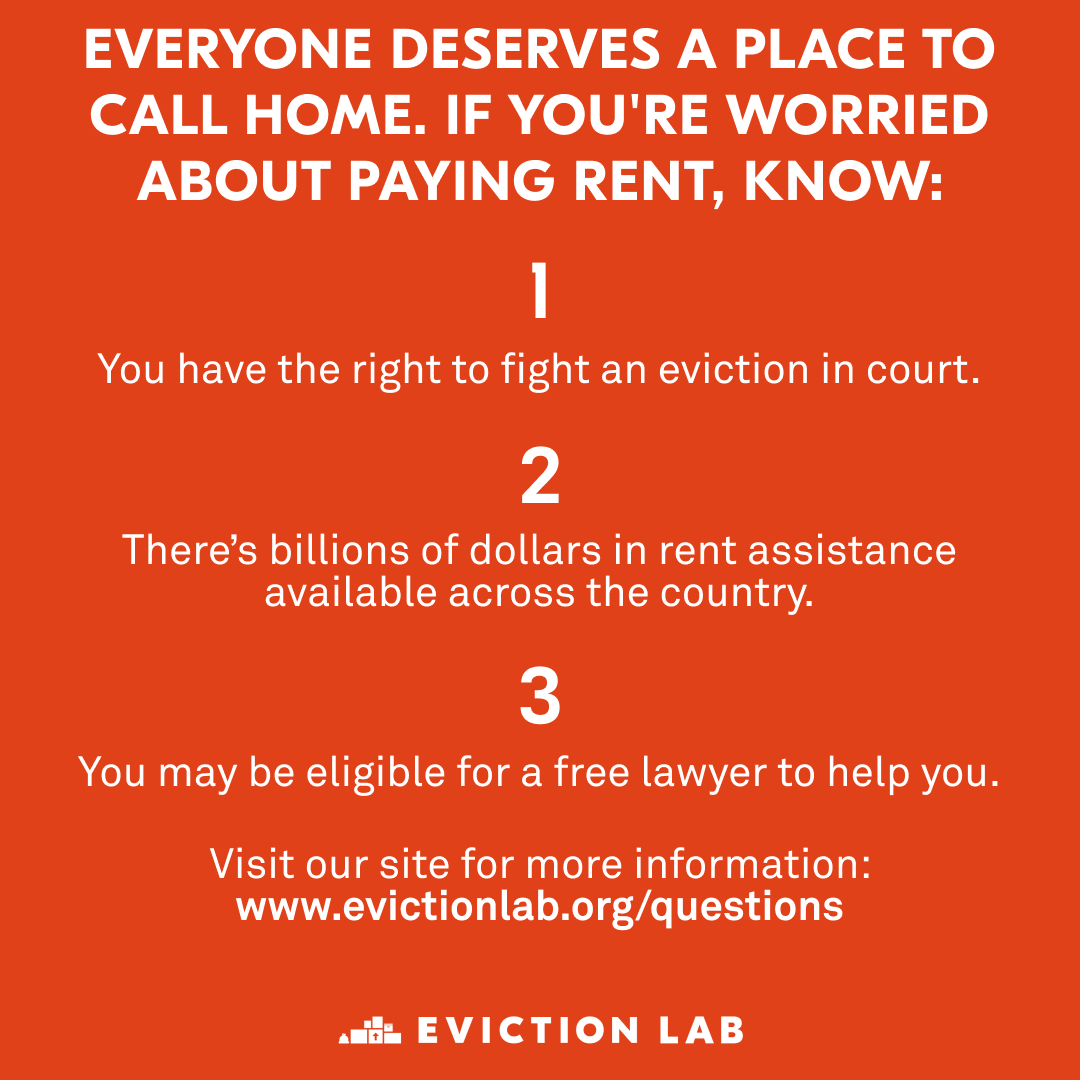 EVERYONE DESERVES A PLACE TO
CALL HOME. IF YOU'RE WORRIED
ABOUT PAYING RENT, KNOW:
1
You have the right to fight an eviction in court.
2
There’s billions of dollars in rent assistance
available across the country.
3
You may be eligible for a free lawyer to help you.
Visit our site for more information:
www.evictionlab.org/questions
EVICTION LAB